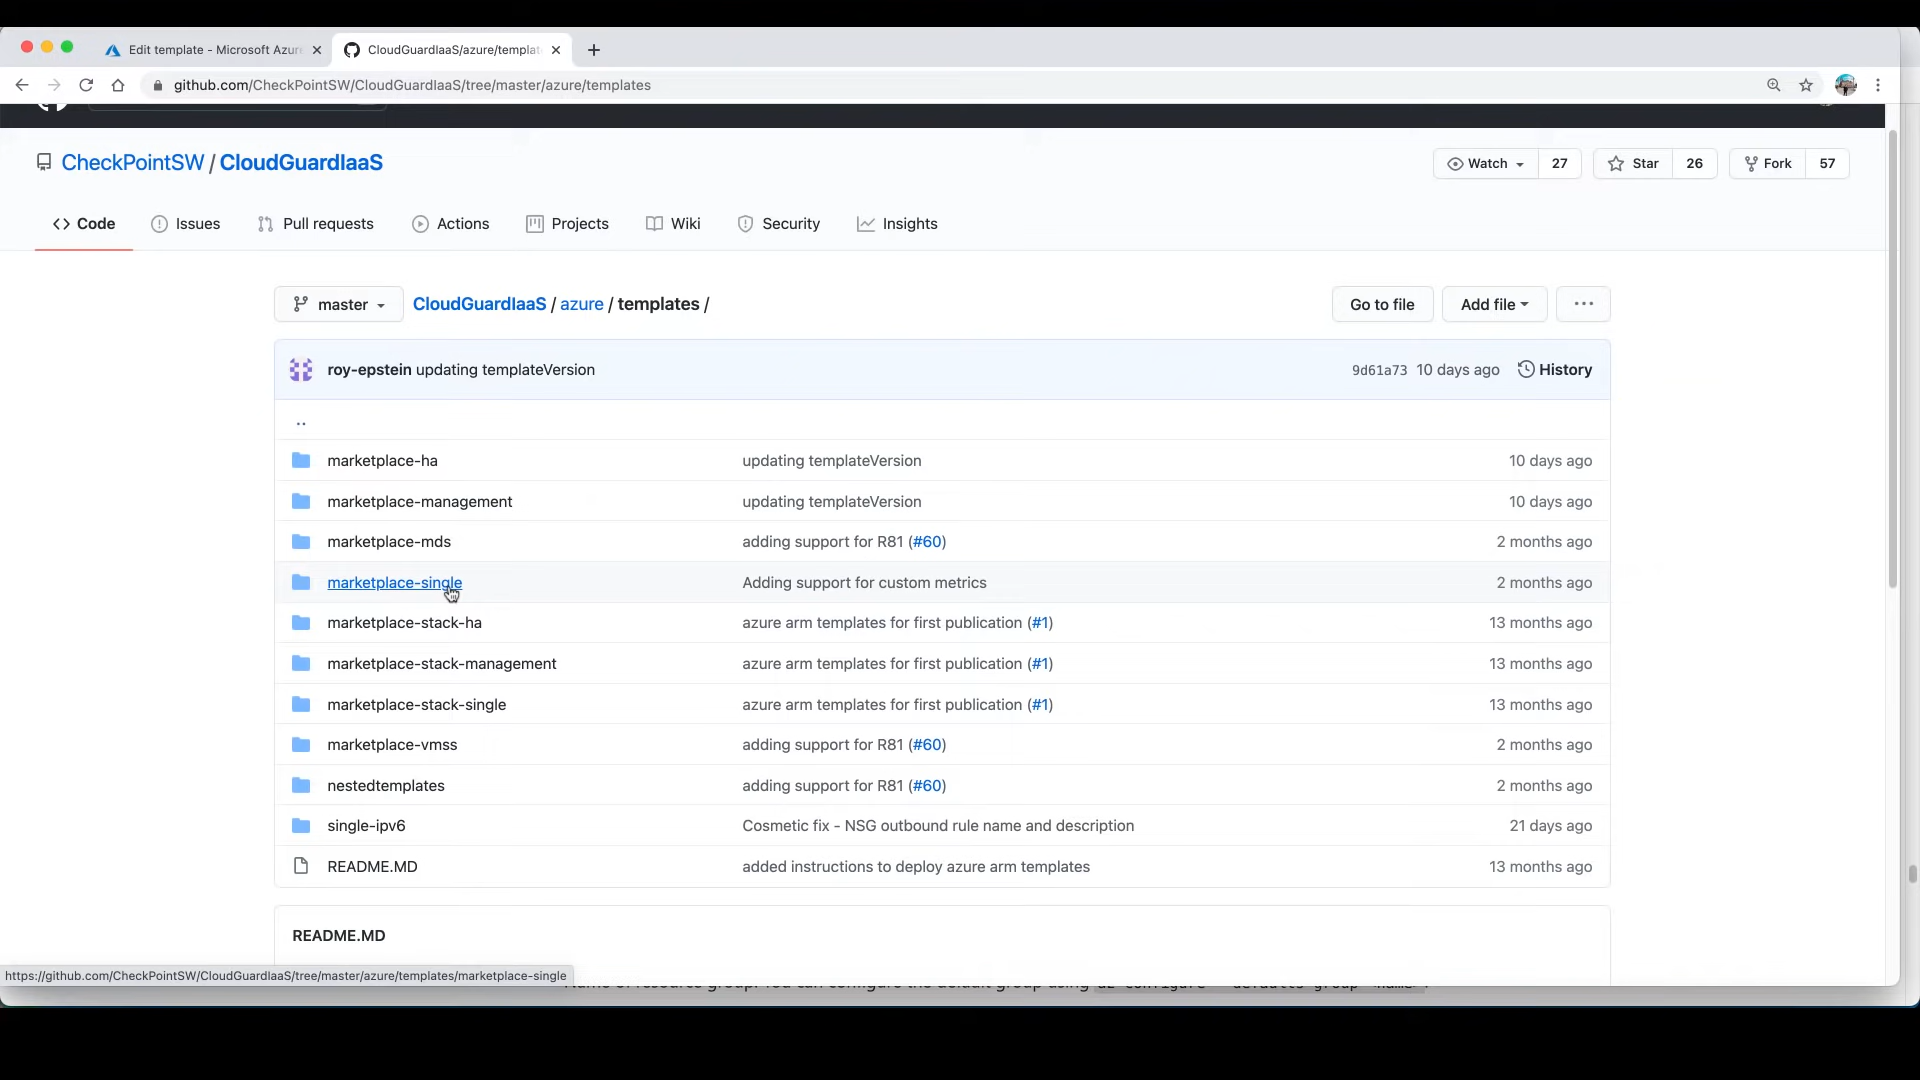 Edit template - Microsoft Azur
CloudGuardIaaS/azure/templat
github.com/CheckPointSW/CloudGuardIaaS/tree/master/azure/templates
CheckPointSW / CloudGuardIaaS
Watch 27 Star 26 Fork 57
Code Issues Pull requests Actions Projects Wiki Security Insights
master CloudGuardIaaS / azure / templates / Go to file Add file ...
roy-epstein updating templateVersion 9d61a73 10 days ago History
..
marketplace-ha updating templateVersion 10 days ago
marketplace-management updating templateVersion 10 days ago
marketplace-mds adding support for R81 (#60) 2 months ago
marketplace-single Adding support for custom metrics 2 months ago
marketplace-stack-ha azure arm templates for first publication (#1) 13 months ago
marketplace-stack-management azure arm templates for first publication (#1) 13 months ago
marketplace-stack-single azure arm templates for first publication (#1) 13 months ago
marketplace-vmss adding support for R81 (#60) 2 months ago
nestedtemplates adding support for R81 (#60) 2 months ago
single-ipv6 Cosmetic fix - NSG outbound rule name and description 21 days ago
README.MD added instructions to deploy azure arm templates 13 months ago
README.MD
https://github.com/CheckPointSW/CloudGuardIaaS/tree/master/azure/templates/marketplace-single